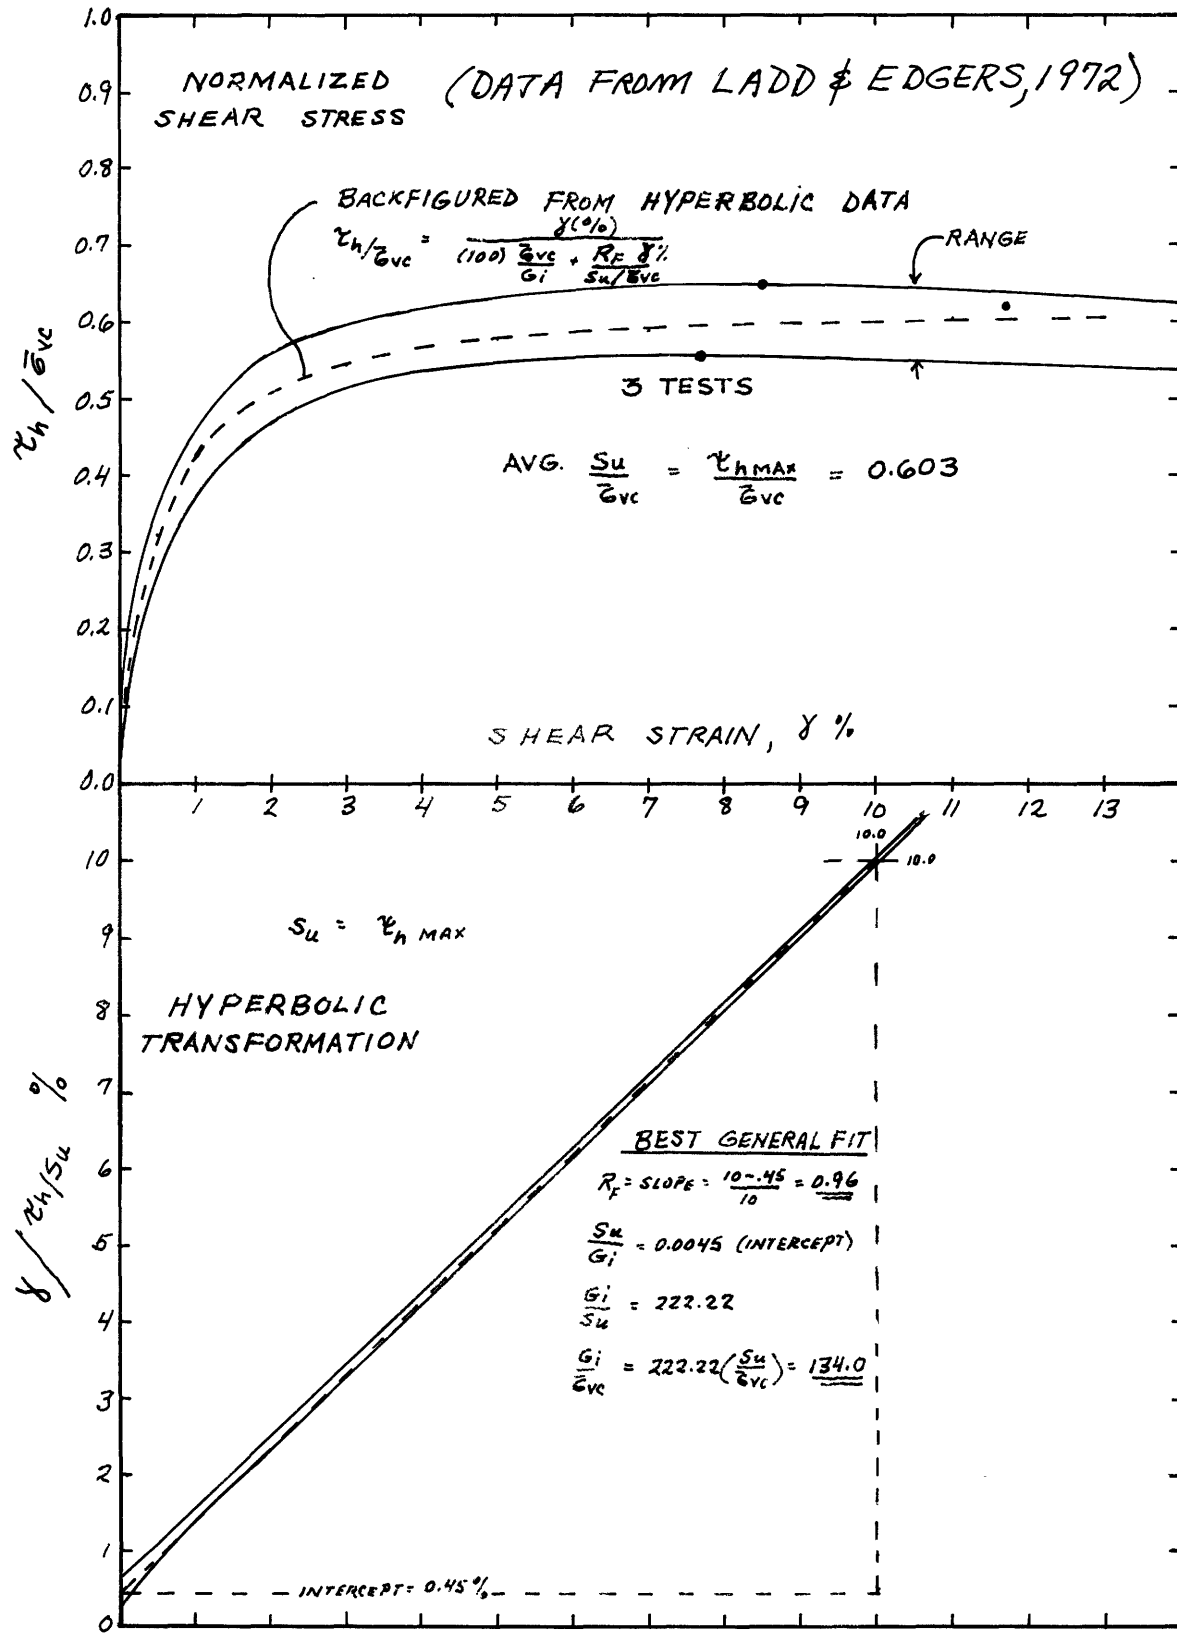 1.0
NORMALIZED
SHEAR STRESS
(DATA FROM LADD & EDGERS, 1972)
0.9
0.8
BACKFIGURED FROM HYPERBOLIC DATA
τh/σ̄vc = γ(%) / ((100) σ̄vc/Gi + RF γ% / Su/σ̄vc)
0.7
RANGE
0.6
τh / σ̄vc
0.5
3 TESTS
0.4
AVG. Su/σ̄vc = τh MAX/σ̄vc = 0.603
0.3
0.2
0.1
SHEAR STRAIN, γ %
0.0
1 2 3 4 5 6 7 8 9 10 11 12 13
10.0
10 10.0
Su = τh MAX
9
HYPERBOLIC
TRANSFORMATION
8
7
γ / τh/Su %
BEST GENERAL FIT
6
RF = SLOPE = 10-.45/10 = 0.96
5
Su/Gi = 0.0045 (INTERCEPT)
4
Gi/Su = 222.22
Gi/σ̄vc = 222.22(Su/σ̄vc) = 134.0
3
2
1
INTERCEPT = 0.45%
0